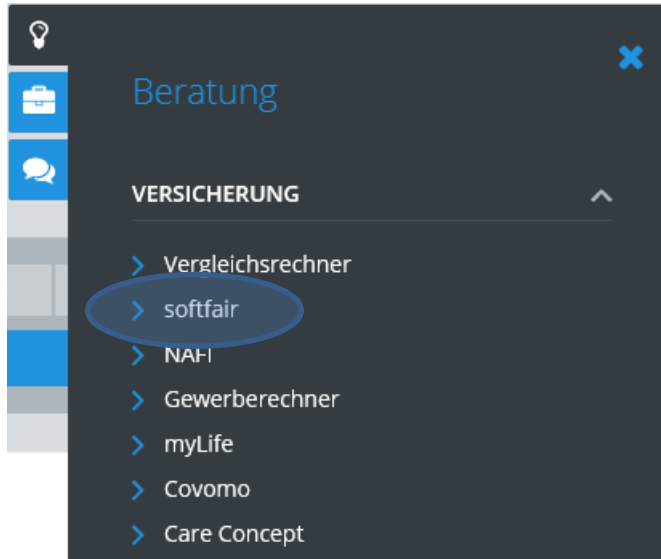 Beratung
VERSICHERUNG
Vergleichsrechner
softfair
NAFI
Gewerberechner
myLife
Covomo
Care Concept